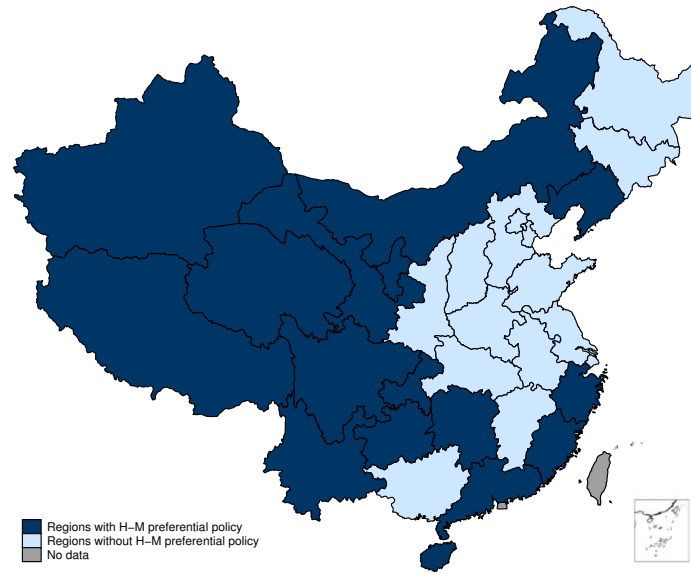 Regions with H−M preferential policy
Regions without H−M preferential policy
No data